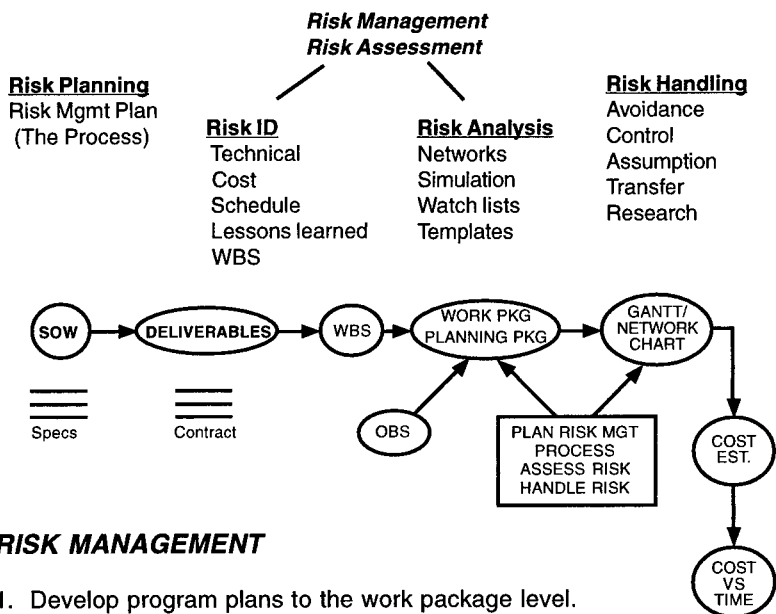 Risk Management
Risk Assessment
Risk Planning
Risk Mgmt Plan
(The Process)
Risk ID
Technical
Cost
Schedule
Lessons learned
WBS
Risk Analysis
Networks
Simulation
Watch lists
Templates
Risk Handling
Avoidance
Control
Assumption
Transfer
Research
SOW
DELIVERABLES
WBS
WORK PKG
PLANNING PKG
GANTT/
NETWORK
CHART
Specs
Contract
OBS
PLAN RISK MGT
PROCESS
ASSESS RISK
HANDLE RISK
COST
EST.
COST
VS
TIME
RISK MANAGEMENT
1. Develop program plans to the work package level.